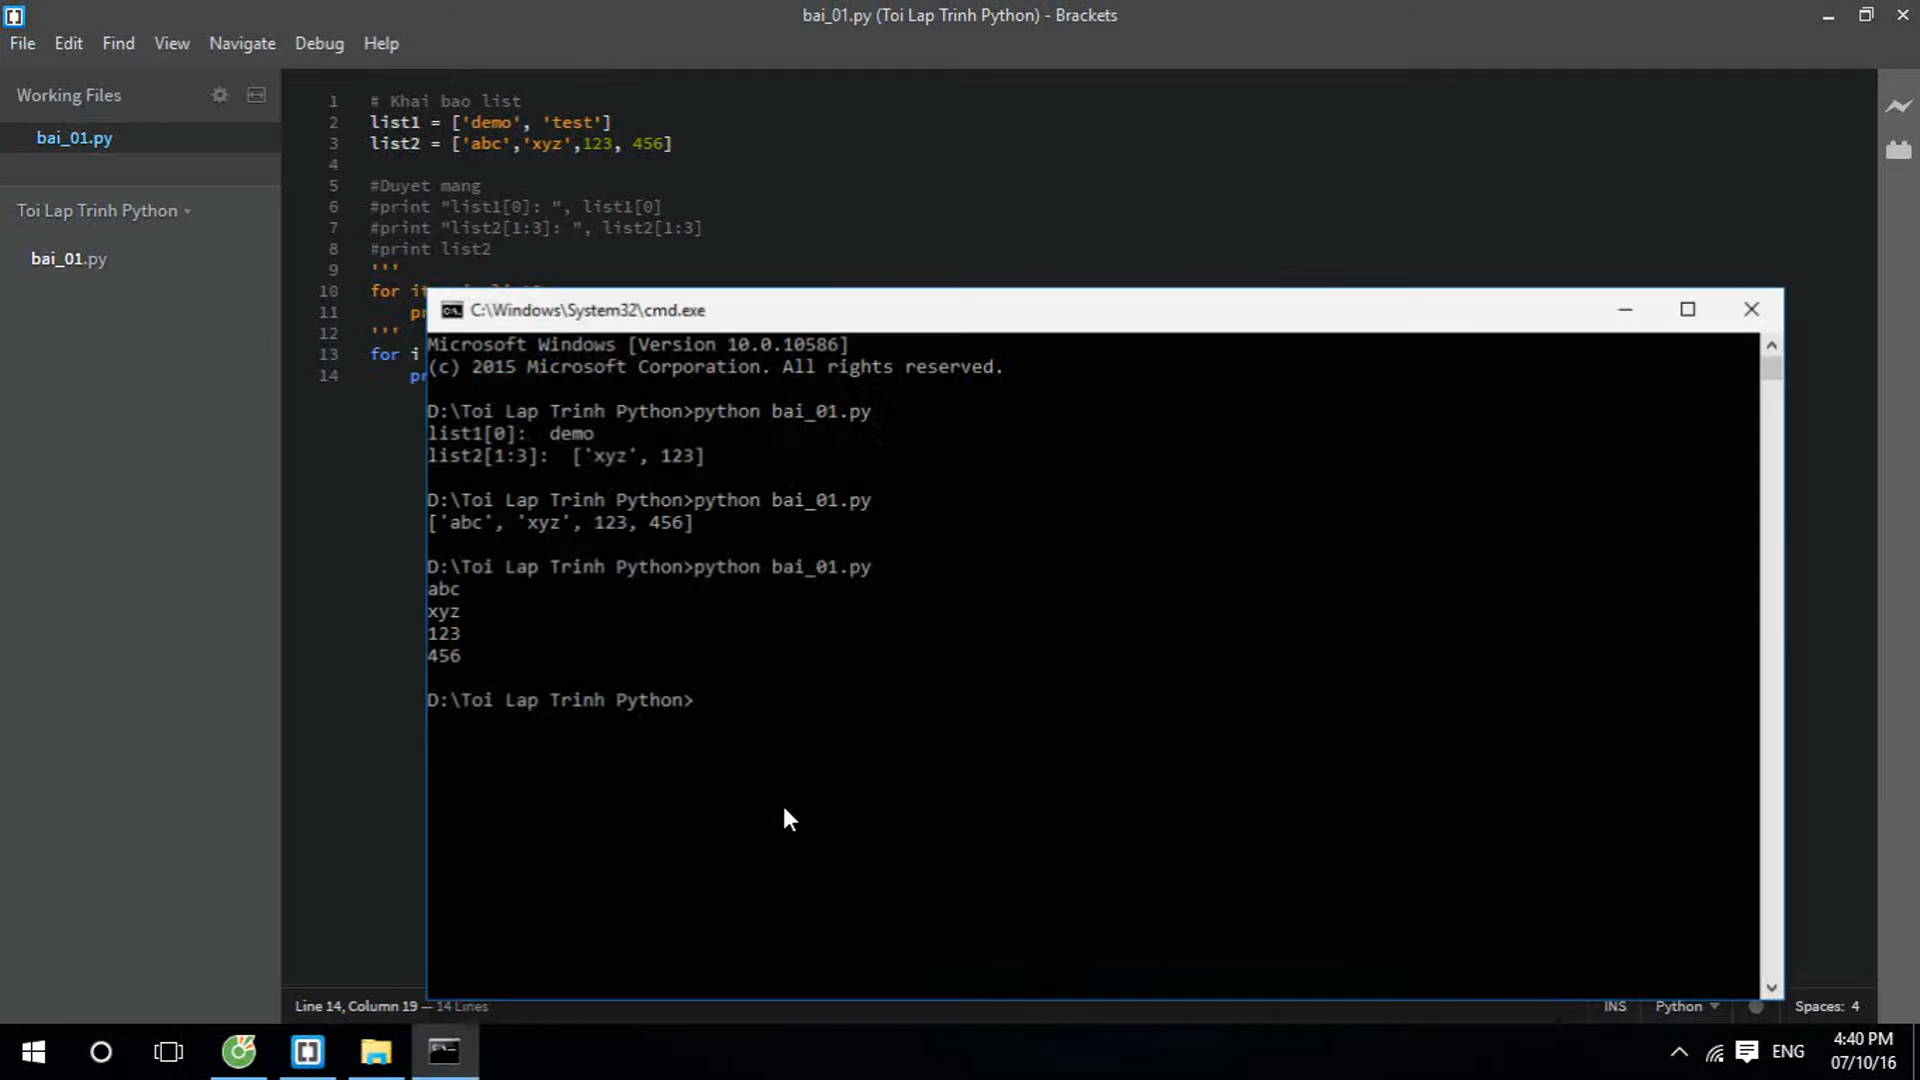 bai_01.py (Toi Lap Trinh Python) - Brackets
File Edit Find View Navigate Debug Help
Working Files
bai_01.py
Toi Lap Trinh Python
bai_01.py
1 # Khai bao list
2 list1 = ['demo', 'test']
3 list2 = ['abc','xyz',123, 456]
4
5 #Duyet mang
6 #print "list1[0]: ", list1[0]
7 #print "list2[1:3]: ", list2[1:3]
8 #print list2
9 '''
10 for
11
12 '''
13 for i
14
C:\Windows\System32\cmd.exe
Microsoft Windows [Version 10.0.10586]
(c) 2015 Microsoft Corporation. All rights reserved.
D:\Toi Lap Trinh Python>python bai_01.py
list1[0]:  demo
list2[1:3]:  ['xyz', 123]
D:\Toi Lap Trinh Python>python bai_01.py
['abc', 'xyz', 123, 456]
D:\Toi Lap Trinh Python>python bai_01.py
abc
xyz
123
456
D:\Toi Lap Trinh Python>
Line 14, Column 19 — 14 Lines
INS Python Spaces: 4
ENG
4:40 PM
07/10/16